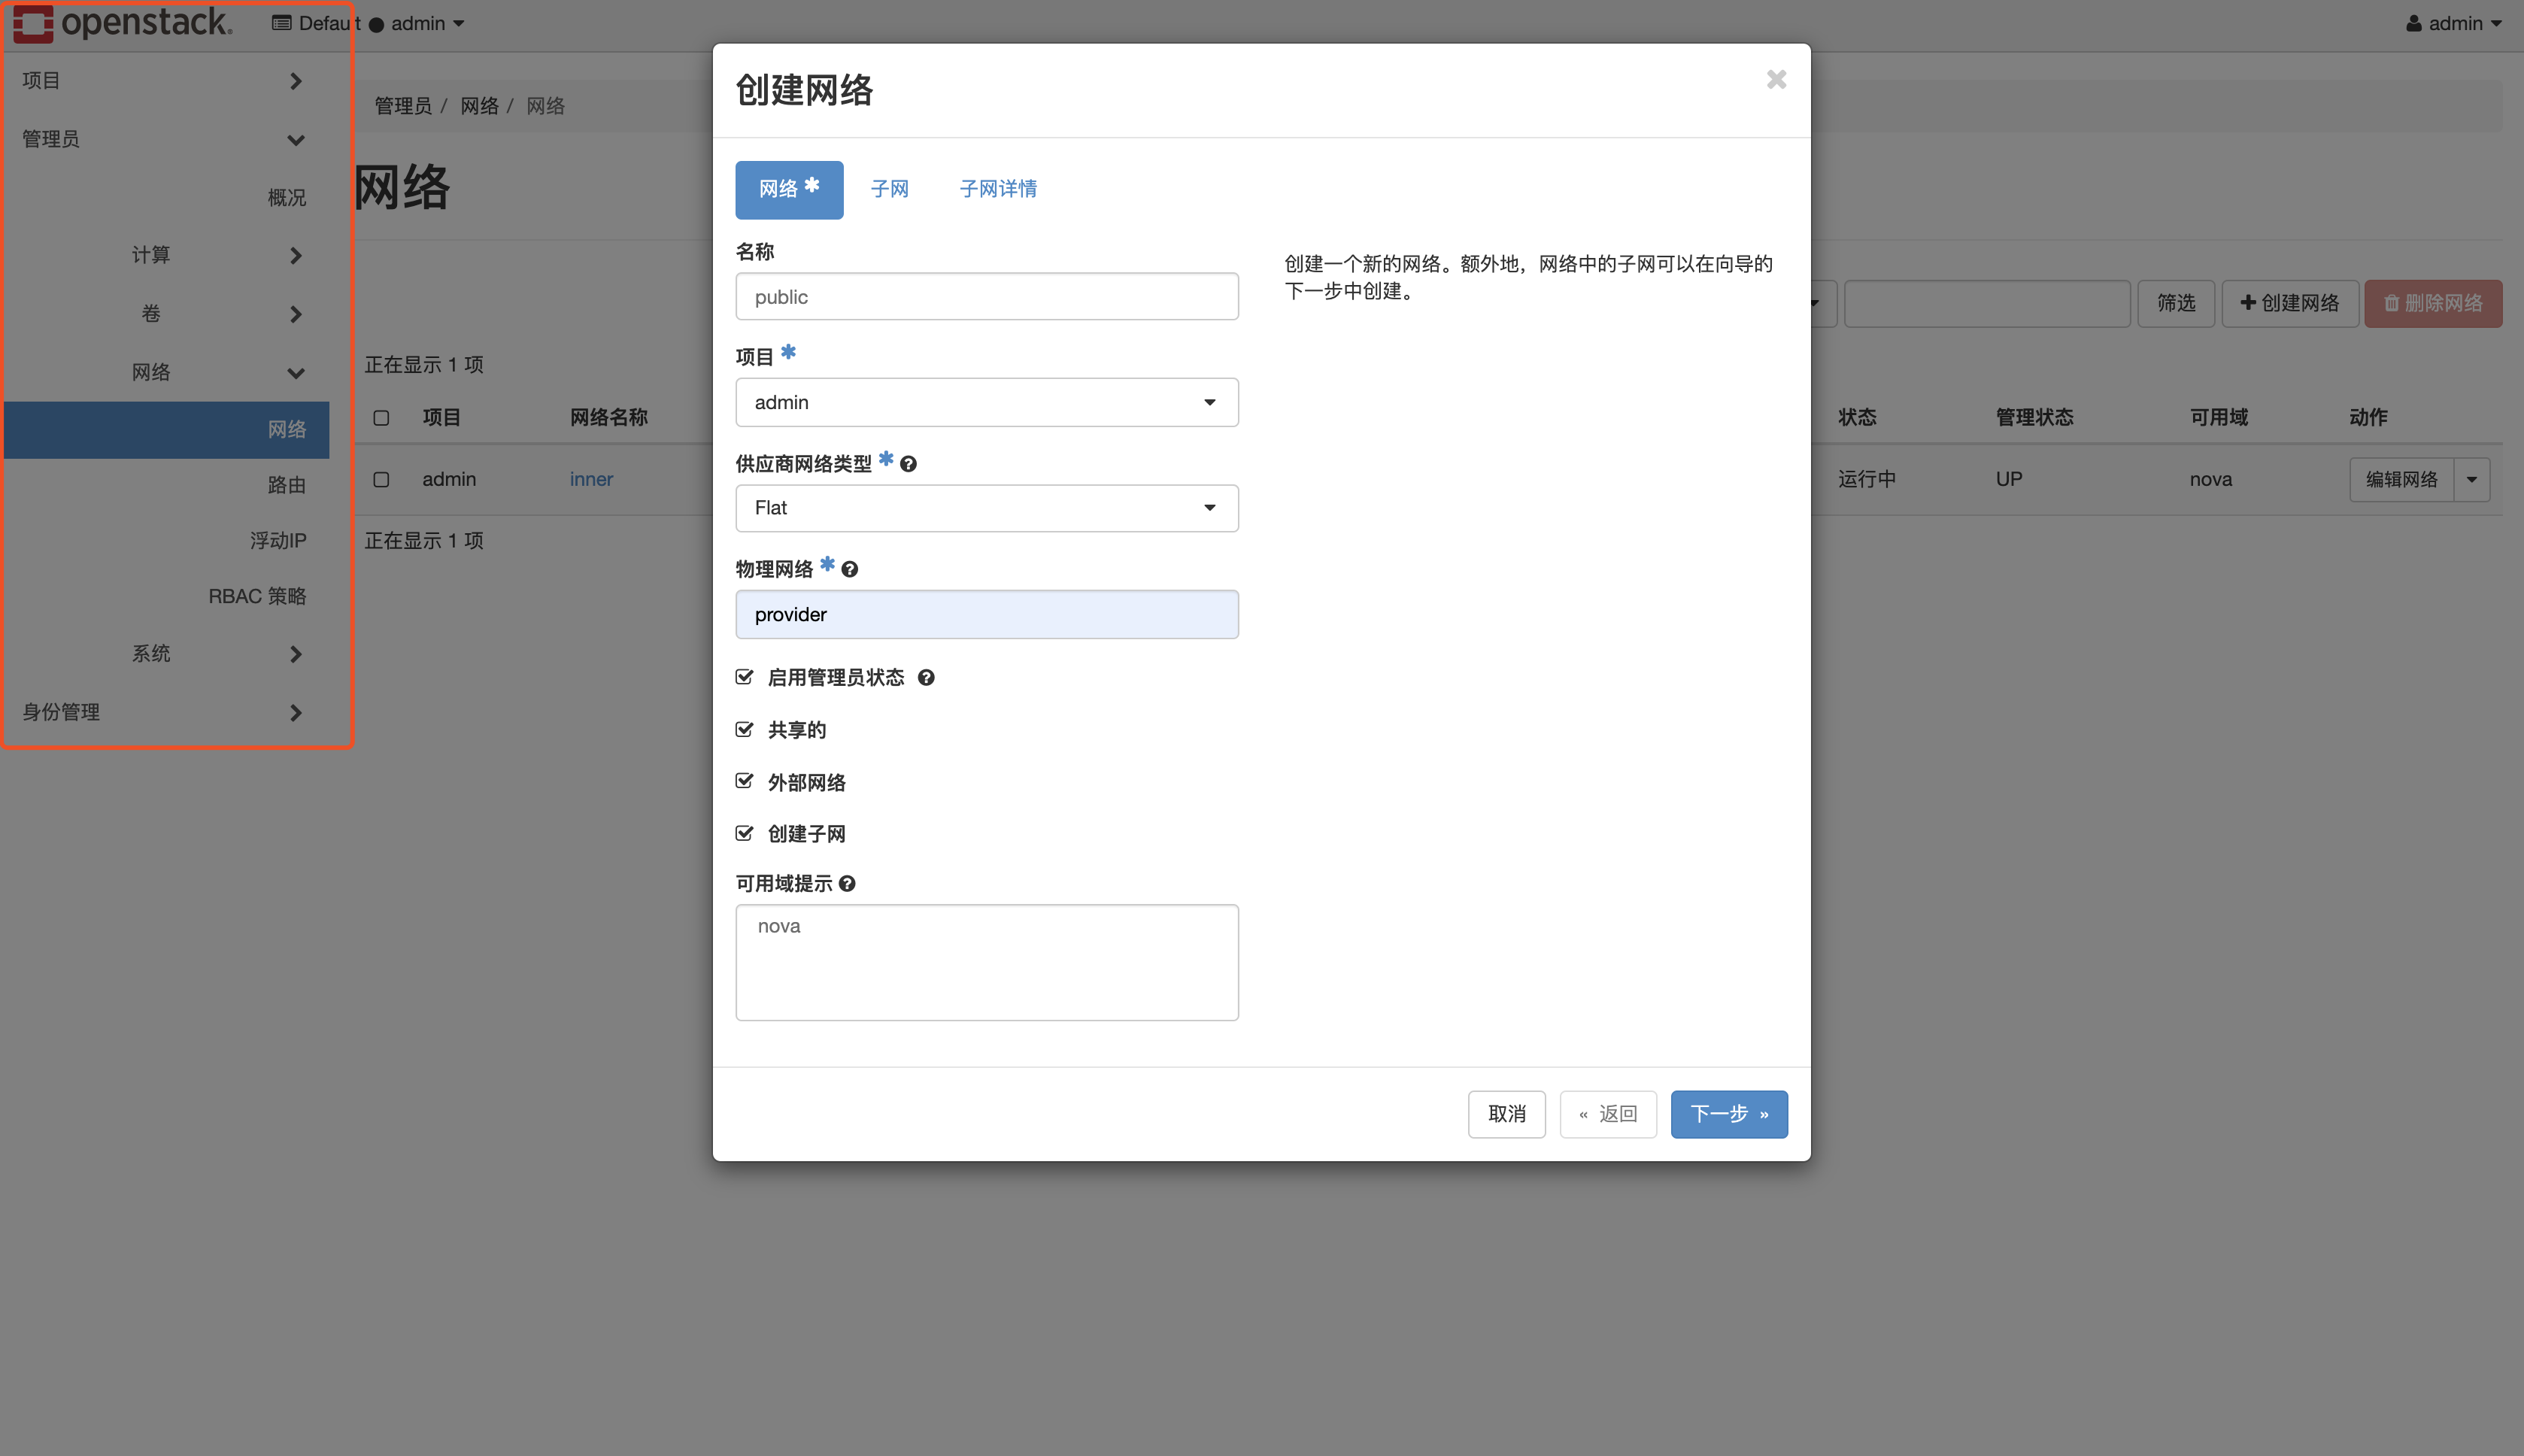 openstack.
Default admin
admin
项目
管理员
概况
计算
卷
网络
网络
路由
浮动IP
RBAC 策略
系统
身份管理
管理员 / 网络 / 网络
网络
筛选
创建网络
删除网络
正在显示 1 项
项目 网络名称 状态 管理状态 可用域 动作
admin inner 运行中 UP nova 编辑网络
正在显示 1 项
创建网络
网络 * 子网 子网详情
名称
public
创建一个新的网络。额外地，网络中的子网可以在向导的
下一步中创建。
项目 *
admin
供应商网络类型 *
Flat
物理网络 *
provider
启用管理员状态
共享的
外部网络
创建子网
可用域提示
nova
取消
« 返回
下一步 »